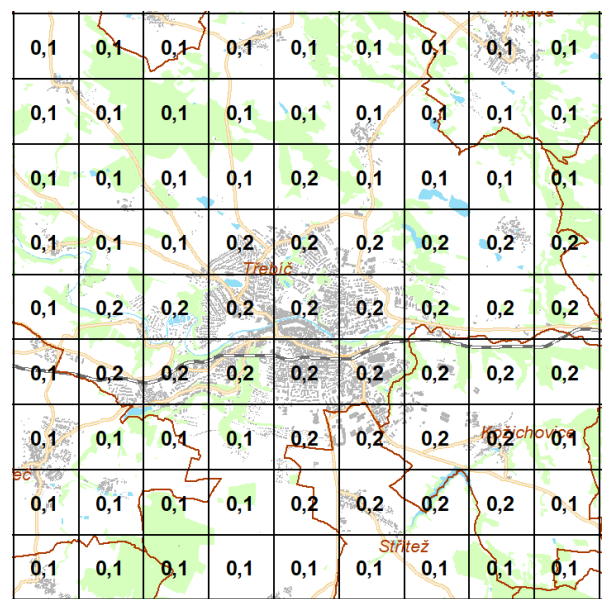 0,1 0,1 0,1 0,1 0,1 0,1 0,1 0,1 0,1
0,1 0,1 0,1 0,1 0,1 0,1 0,1 0,1 0,1
0,1 0,1 0,1 0,1 0,2 0,1 0,1 0,1 0,1
0,1 0,1 0,1 0,2 0,2 0,2 0,2 0,2 0,2
Třebíč
0,1 0,2 0,2 0,2 0,2 0,2 0,2 0,2 0,2
0,1 0,2 0,2 0,2 0,2 0,2 0,2 0,2 0,2
Kožichovice
0,1 0,1 0,1 0,1 0,2 0,2 0,2 0,2 0,1
0,1 0,1 0,1 0,1 0,2 0,2 0,2 0,2 0,1
Střítež
0,1 0,1 0,1 0,1 0,1 0,1 0,1 0,1 0,1